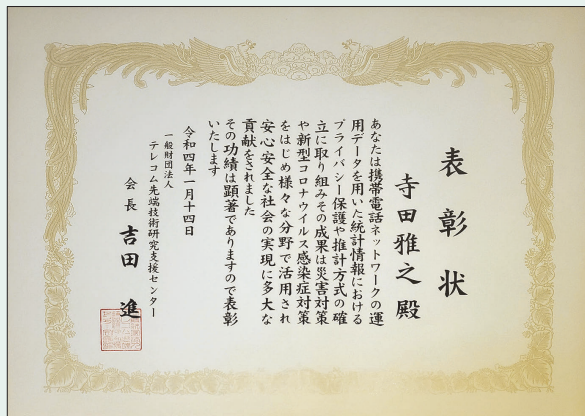 表彰状
寺田雅之 殿
あなたは携帯電話ネットワークの運
用データを用いた統計情報における
プライバシー保護や推計方式の確
立に取り組みその成果は災害対策
や新型コロナウイルス感染症対策
をはじめ様々な分野で活用され
安心安全な社会の実現に多大な
貢献をされました
その功績は顕著でありますので表彰
いたします
令和四年一月十四日
一般財団法人
テレコム先端技術研究支援センター
会長 吉田 進